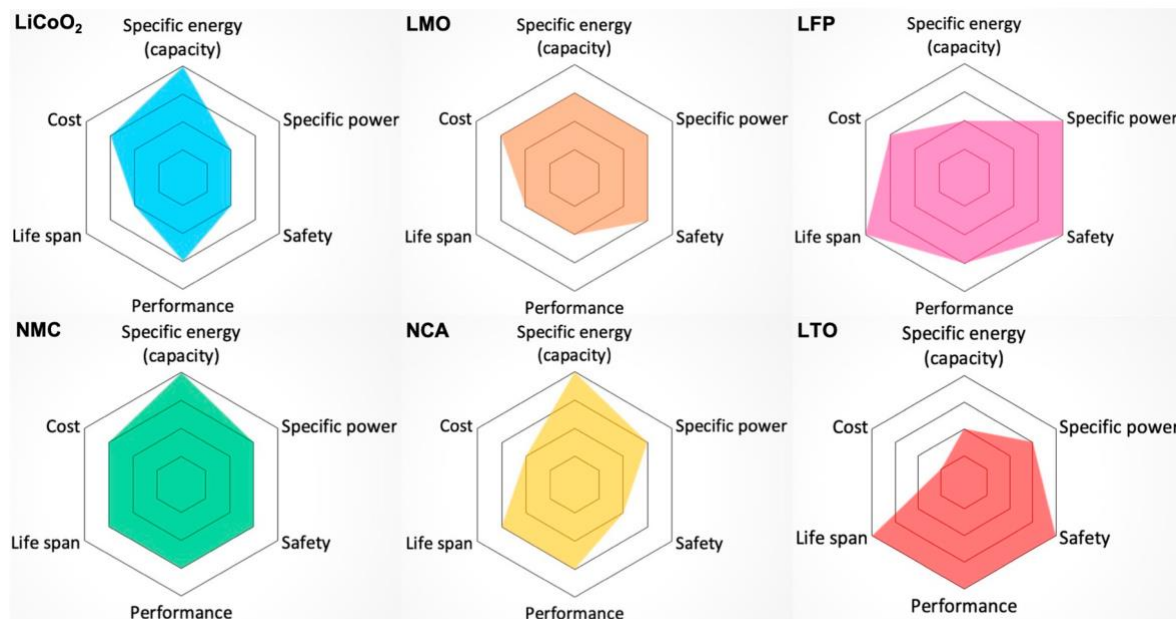 LiCoO₂
Specific energy
(capacity)
Cost
Specific power
Life span
Safety
Performance
LMO
Specific energy
(capacity)
Cost
Specific power
Life span
Safety
Performance
LFP
Specific energy
(capacity)
Cost
Specific power
Life span
Safety
Performance
NMC
Specific energy
(capacity)
Cost
Specific power
Life span
Safety
Performance
NCA
Specific energy
(capacity)
Cost
Specific power
Life span
Safety
Performance
LTO
Specific energy
(capacity)
Cost
Specific power
Life span
Safety
Performance